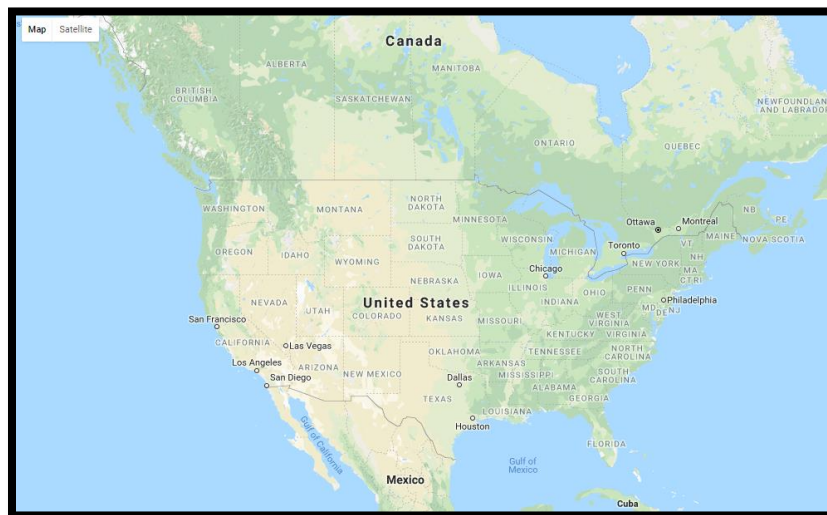 Map Satellite
Canada
ALBERTA
MANITOBA
BRITISH
COLUMBIA
SASKATCHEWAN
NEWFOUNDLAN
AND LABRADOR
ONTARIO
QUEBEC
WASHINGTON
MONTANA
NORTH
DAKOTA
MINNESOTA
Ottawa
Montreal
NB
PE
NOVA SCOTIA
MAINE
OREGON
IDAHO
SOUTH
DAKOTA
WISCONSIN
MICHIGAN
Toronto
VT
NH
NEW YORK
MA
CT RI
WYOMING
Chicago
IOWA
NEBRASKA
ILLINOIS
INDIANA
OHIO
PENN
Philadelphia
MD
DE
NJ
NEVADA
UTAH
COLORADO
United States
KANSAS
MISSOURI
WEST
VIRGINIA
VIRGINIA
KENTUCKY
San Francisco
CALIFORNIA
Las Vegas
Los Angeles
San Diego
ARIZONA
NEW MEXICO
OKLAHOMA
ARKANSAS
TENNESSEE
NORTH
CAROLINA
SOUTH
CAROLINA
MISSISSIPPI
ALABAMA
GEORGIA
Dallas
TEXAS
LOUISIANA
Houston
FLORIDA
Gulf of California
Gulf of
Mexico
Mexico
Cuba